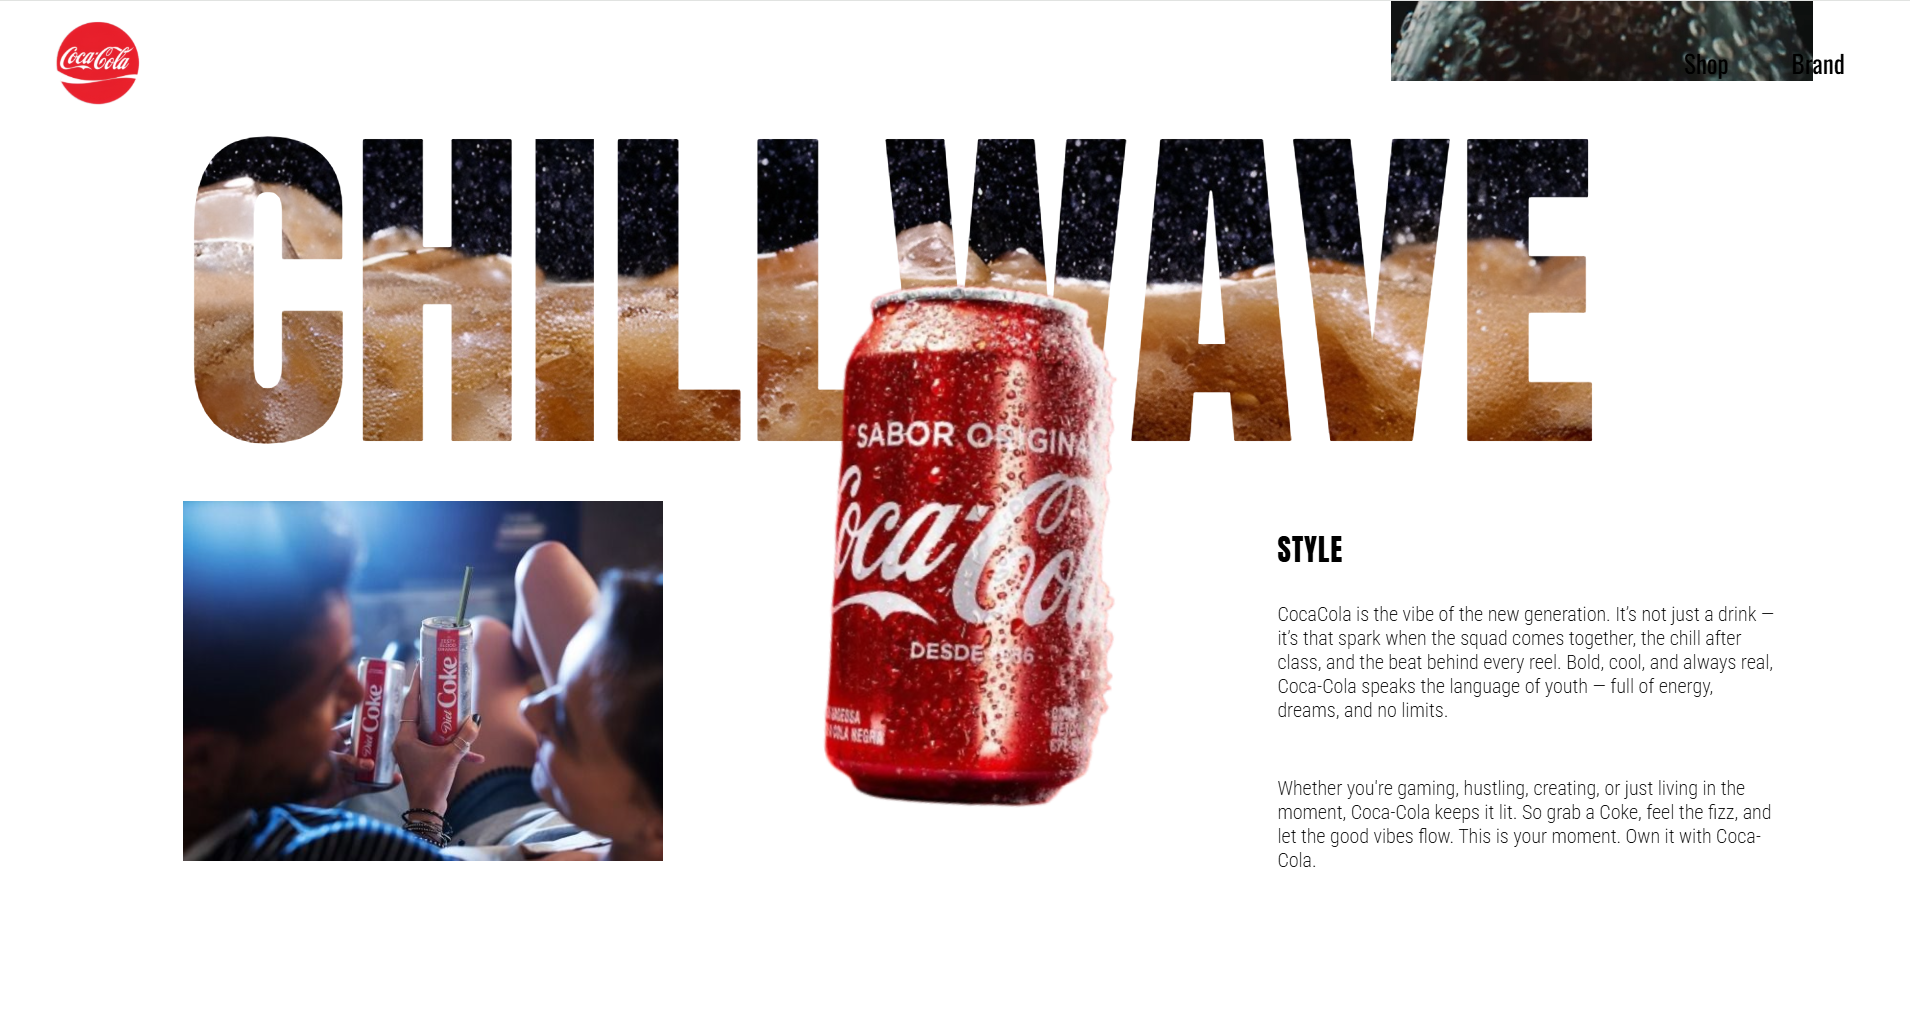 Coca-Cola
Shop
Brand
CHILLWAVE
SABOR ORIGINAL
Coca-Cola
DESDE 1886
COLA NEGRA
Diet Coke
Diet Coke
STYLE
CocaCola is the vibe of the new generation. It’s not just a drink —
it’s that spark when the squad comes together, the chill after
class, and the beat behind every reel. Bold, cool, and always real,
Coca-Cola speaks the language of youth — full of energy,
dreams, and no limits.
Whether you're gaming, hustling, creating, or just living in the
moment, Coca-Cola keeps it lit. So grab a Coke, feel the fizz, and
let the good vibes flow. This is your moment. Own it with Coca-
Cola.